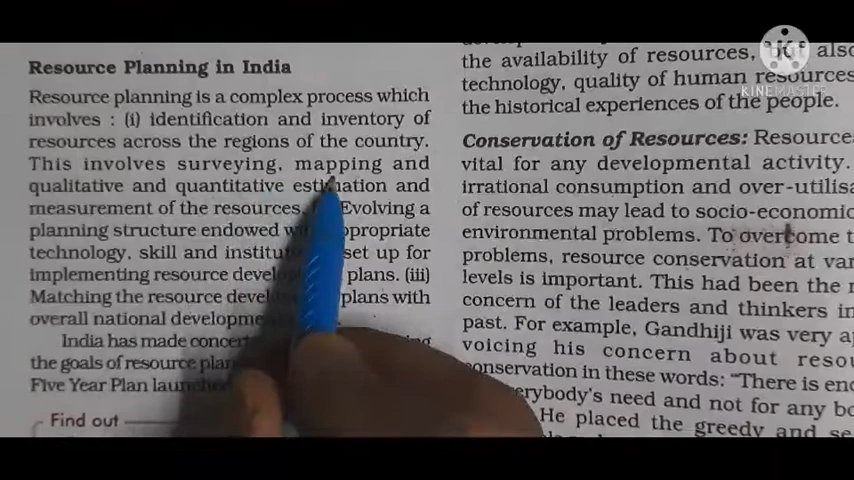 Resource Planning in India
Resource planning is a complex process which
involves : (i) identification and inventory of
resources across the regions of the country.
This involves surveying, mapping and
qualitative and quantitative estimation and
measurement of the resources. Evolving a
planning structure endowed appropriate
technology, skill and set up for
implementing resource plans. (iii)
Matching the resource plans with
overall national
India has made
the goals of resource
Five Year Plan
Find out
the availability of resources, but also
technology, quality of human resources
the historical experiences of the people.
Conservation of Resources: Resource
vital for any developmental activity.
irrational consumption and over-utilisa
of resources may lead to socio-economic
environmental problems. To overcome t
problems, resource conservation at var
levels is important. This had been the
concern of the leaders and thinkers in
past. For example, Gandhiji was very
voicing his concern about
conservation in these words: "There is
everybody's need and not for any
He placed the greedy and
KINEMASTER